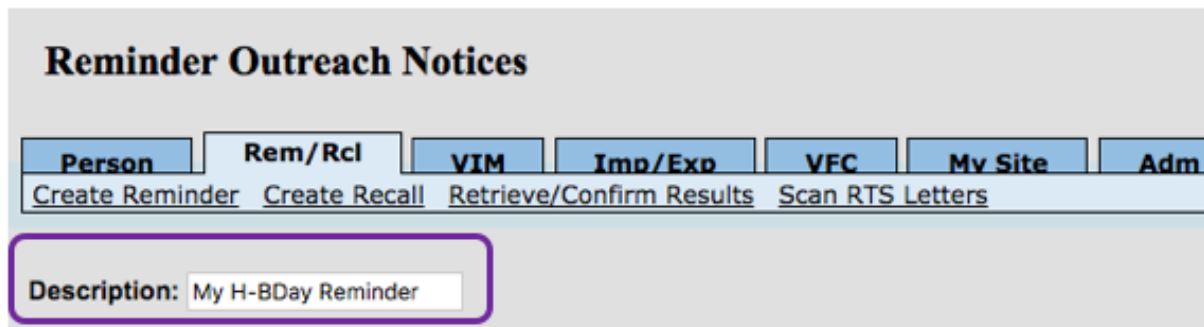 Reminder Outreach Notices
Person Rem/Rcl VIM Imp/Exp VFC My Site Adm
Create Reminder Create Recall Retrieve/Confirm Results Scan RTS Letters
Description: My H-BDay Reminder